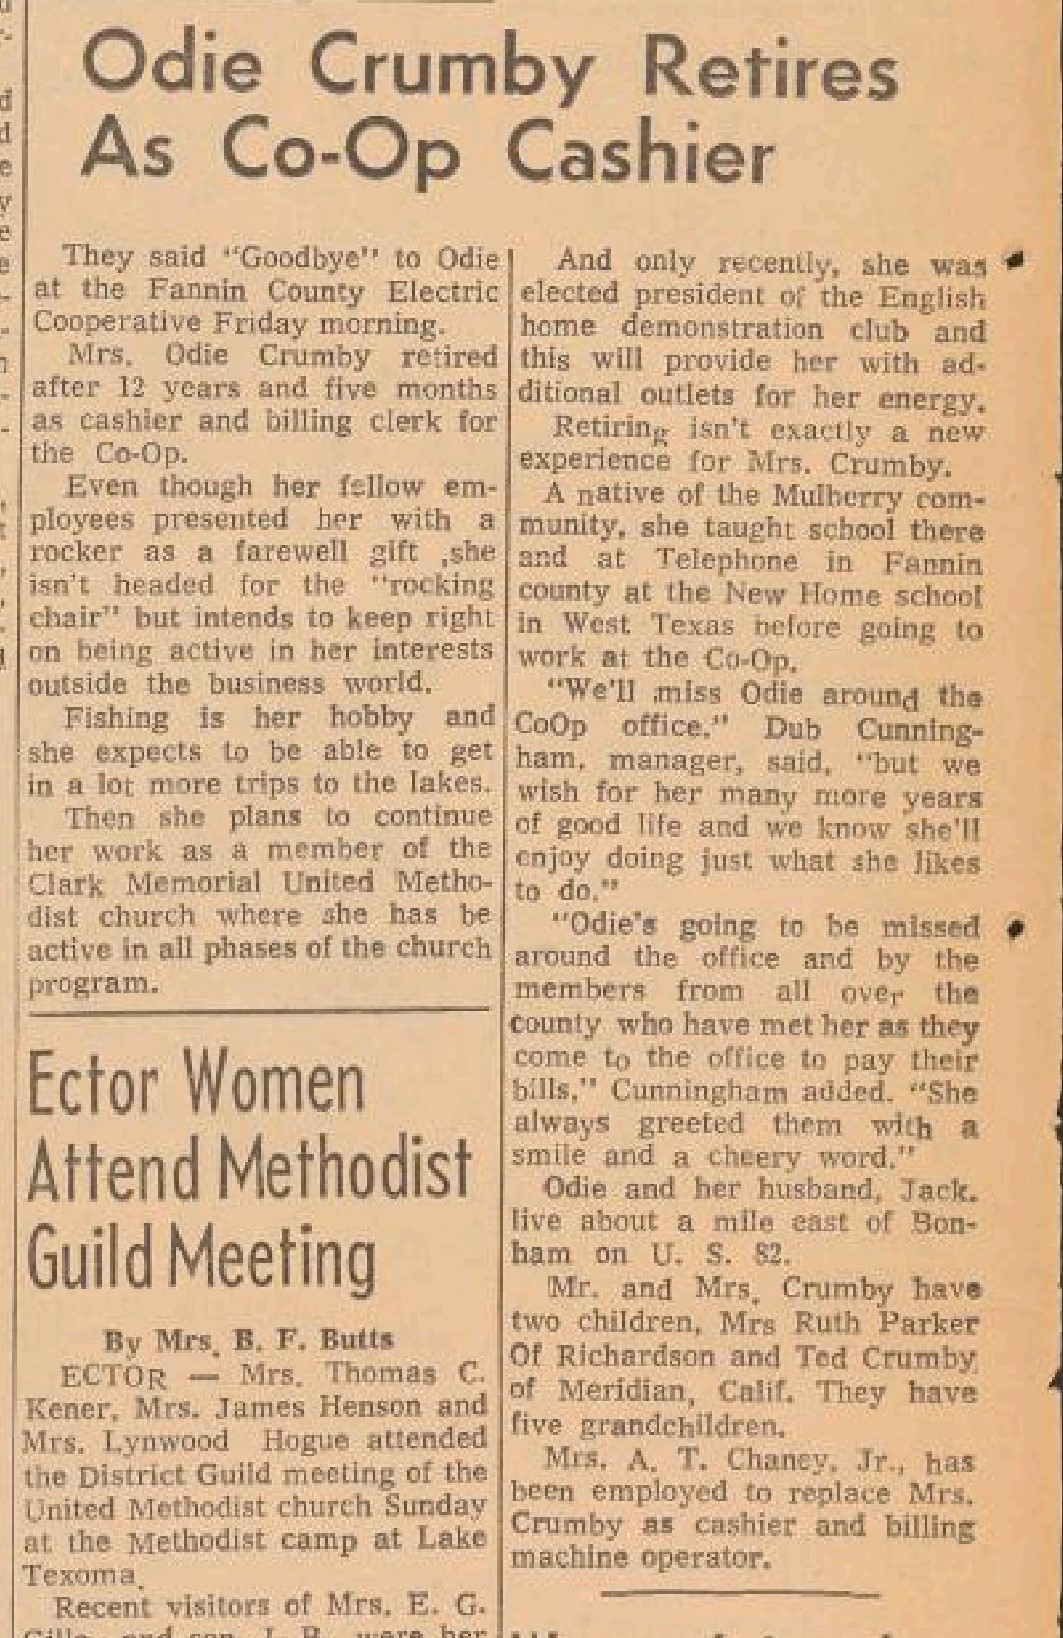 Odie Crumby Retires
As Co-Op Cashier
They said "Goodbye" to Odie
at the Fannin County Electric
Cooperative Friday morning.
Mrs. Odie Crumby retired
after 12 years and five months
as cashier and billing clerk for
the Co-Op.
Even though her fellow em-
ployees presented her with a
rocker as a farewell gift ,she
isn't headed for the "rocking
chair" but intends to keep right
on being active in her interests
outside the business world.
Fishing is her hobby and
she expects to be able to get
in a lot more trips to the lakes.
Then she plans to continue
her work as a member of the
Clark Memorial United Metho-
dist church where she has be
active in all phases of the church
program.
And only recently, she was
elected president of the English
home demonstration club and
this will provide her with ad-
ditional outlets for her energy.
Retiring isn't exactly a new
experience for Mrs. Crumby.
A native of the Mulberry com-
munity, she taught school there
and at Telephone in Fannin
county at the New Home school
in West Texas before going to
work at the Co-Op.
"We'll miss Odie around the
CoOp office," Dub Cunning-
ham, manager, said, "but we
wish for her many more years
of good life and we know she'll
enjoy doing just what she likes
to do."
"Odie's going to be missed
around the office and by the
members from all over the
county who have met her as they
come to the office to pay their
bills," Cunningham added. "She
always greeted them with a
smile and a cheery word."
Odie and her husband, Jack,
live about a mile east of Bon-
ham on U. S. 82.
Mr. and Mrs. Crumby have
two children, Mrs Ruth Parker
Of Richardson and Ted Crumby
of Meridian, Calif. They have
five grandchildren.
Mrs. A. T. Chaney, Jr., has
been employed to replace Mrs.
Crumby as cashier and billing
machine operator.
Ector Women
Attend Methodist
Guild Meeting
By Mrs. B. F. Butts
ECTOR — Mrs. Thomas C.
Kener, Mrs. James Henson and
Mrs. Lynwood Hogue attended
the District Guild meeting of the
United Methodist church Sunday
at the Methodist camp at Lake
Texoma.
Recent visitors of Mrs. E. G.
and son, J. B., were her